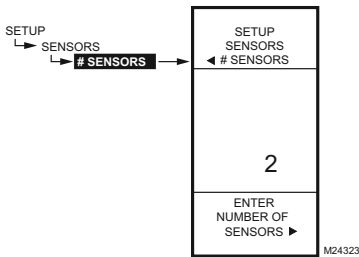 SETUP
SENSORS
# SENSORS
SETUP
SENSORS
◄ # SENSORS
2
ENTER
NUMBER OF
SENSORS ►
M24323